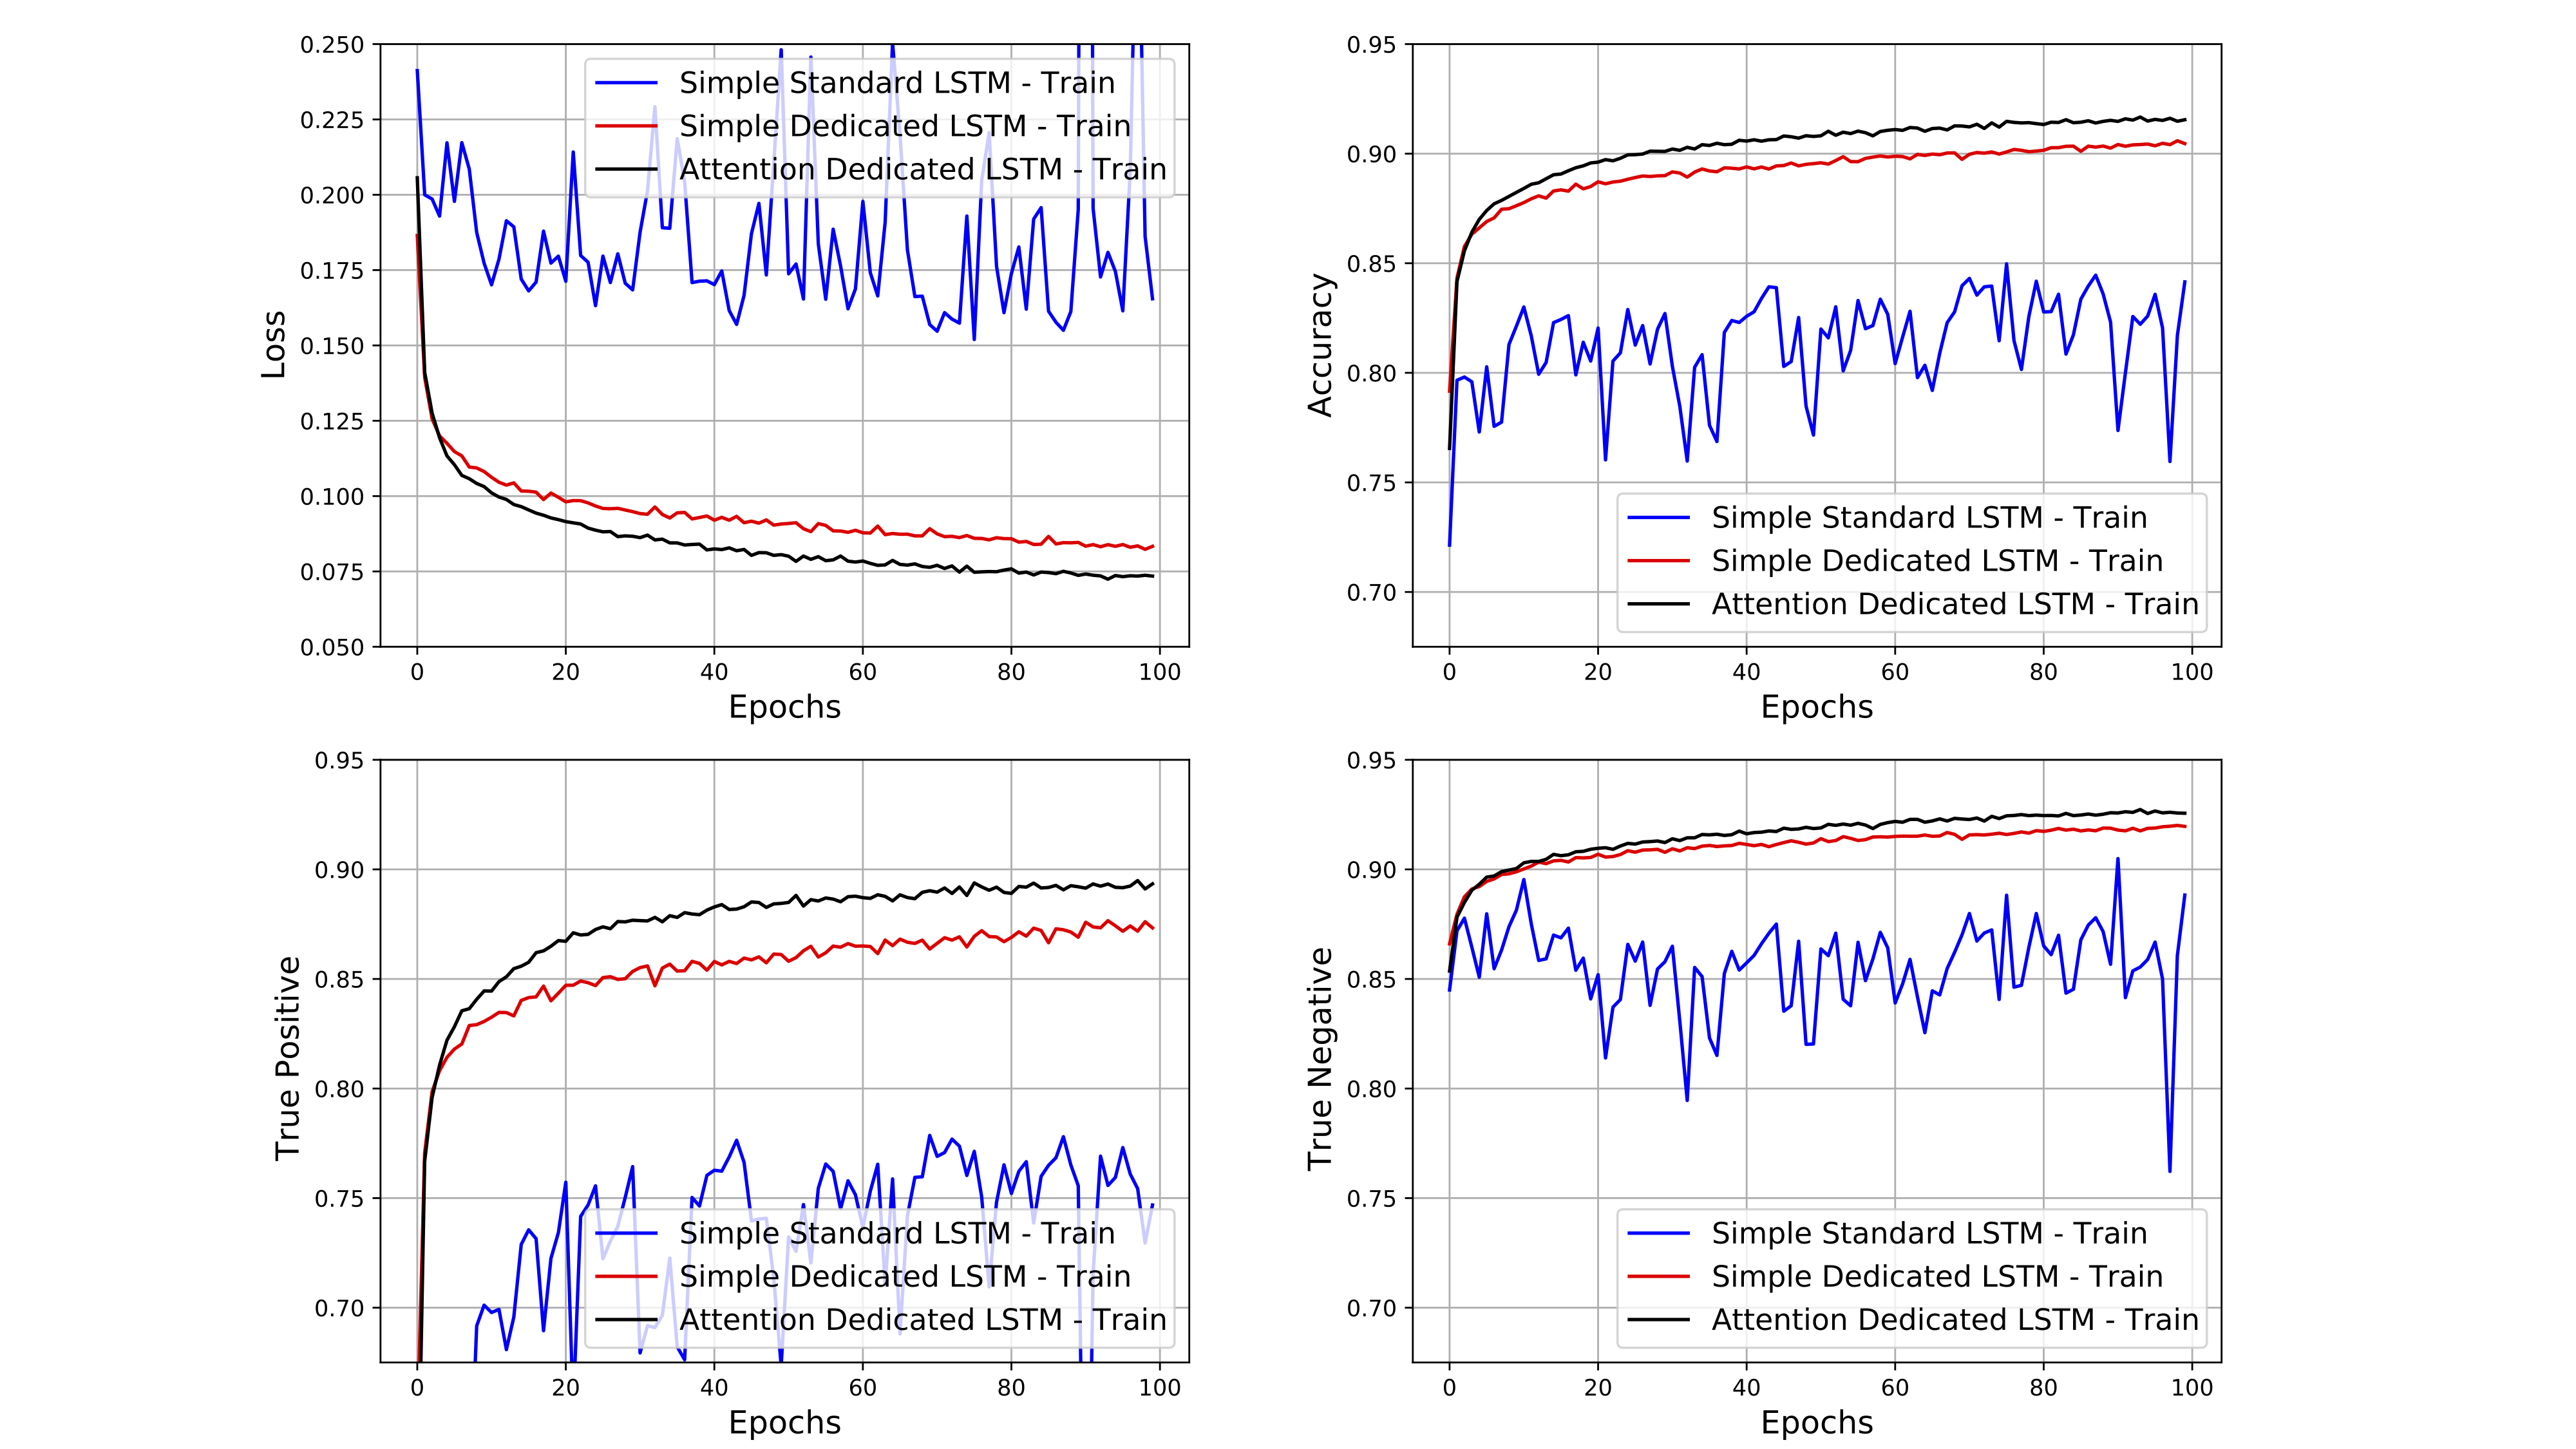 0.250
0.225
0.200
0.175
0.150
0.125
0.100
0.075
0.050
Loss
Simple Standard LSTM - Train
Simple Dedicated LSTM - Train
Attention Dedicated LSTM - Train
0 20 40 60 80 100
Epochs
0.95
0.90
0.85
0.80
0.75
0.70
Accuracy
Simple Standard LSTM - Train
Simple Dedicated LSTM - Train
Attention Dedicated LSTM - Train
0 20 40 60 80 100
Epochs
0.95
0.90
0.85
0.80
0.75
0.70
True Positive
Simple Standard LSTM - Train
Simple Dedicated LSTM - Train
Attention Dedicated LSTM - Train
0 20 40 60 80 100
Epochs
0.95
0.90
0.85
0.80
0.75
0.70
True Negative
Simple Standard LSTM - Train
Simple Dedicated LSTM - Train
Attention Dedicated LSTM - Train
0 20 40 60 80 100
Epochs